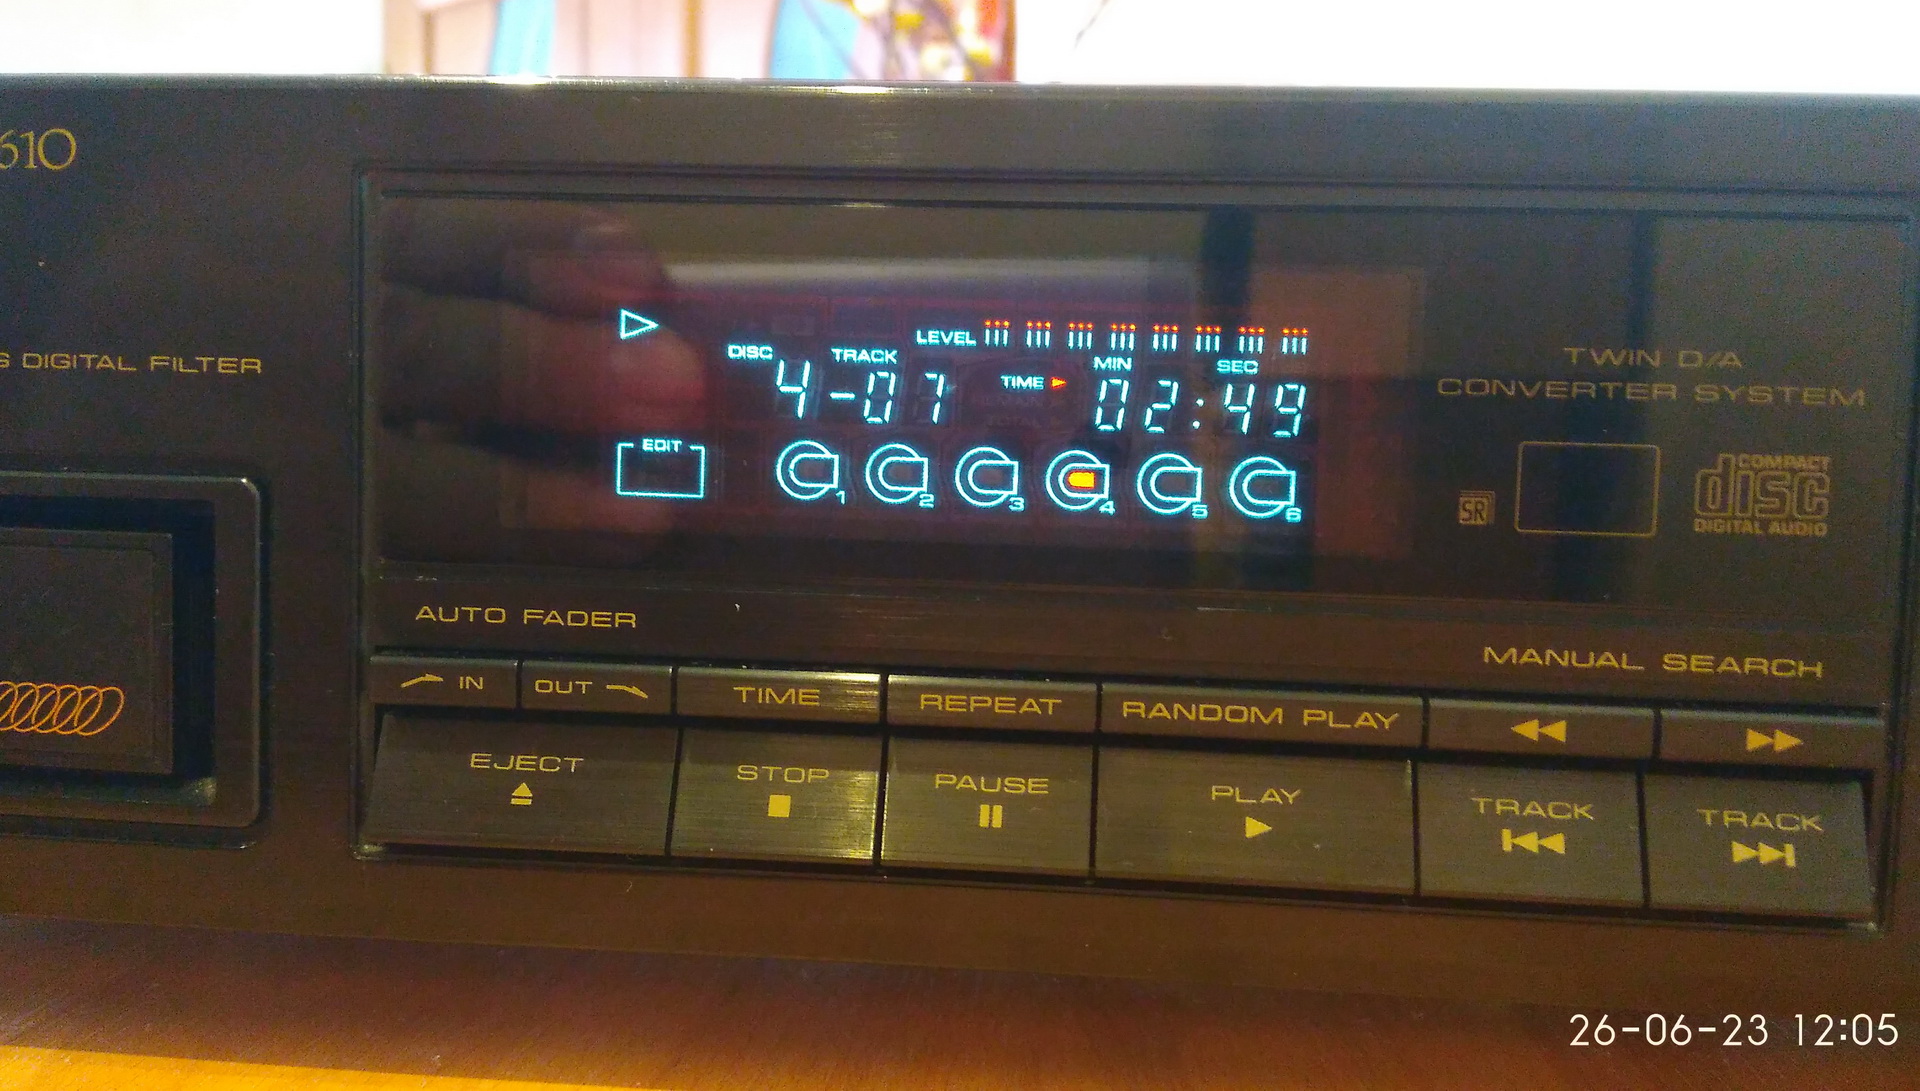 610
S DIGITAL FILTER
LEVEL
DISC TRACK MIN SEC
TIME
4-07 02:49
EDIT
1 2 3 4 5 6
TWIN D/A
CONVERTER SYSTEM
SR
COMPACT
disc
DIGITAL AUDIO
AUTO FADER
MANUAL SEARCH
IN OUT TIME REPEAT RANDOM PLAY
EJECT STOP PAUSE PLAY TRACK TRACK
26-06-23 12:05